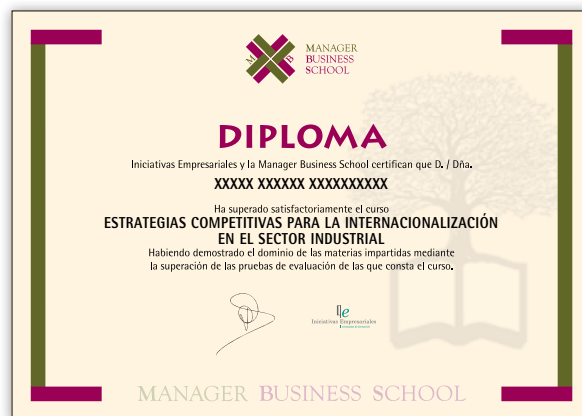 M B
MANAGER
BUSINESS
SCHOOL
DIPLOMA
Iniciativas Empresariales y la Manager Business School certifican que D. / Dña.
XXXXX XXXXXX XXXXXXXXXX
Ha superado satisfactoriamente el curso
ESTRATEGIAS COMPETITIVAS PARA LA INTERNACIONALIZACIÓN
EN EL SECTOR INDUSTRIAL
Habiendo demostrado el dominio de las materias impartidas mediante
la superación de las pruebas de evaluación de las que consta el curso.
Ie
Iniciativas Empresariales
MANAGER BUSINESS SCHOOL